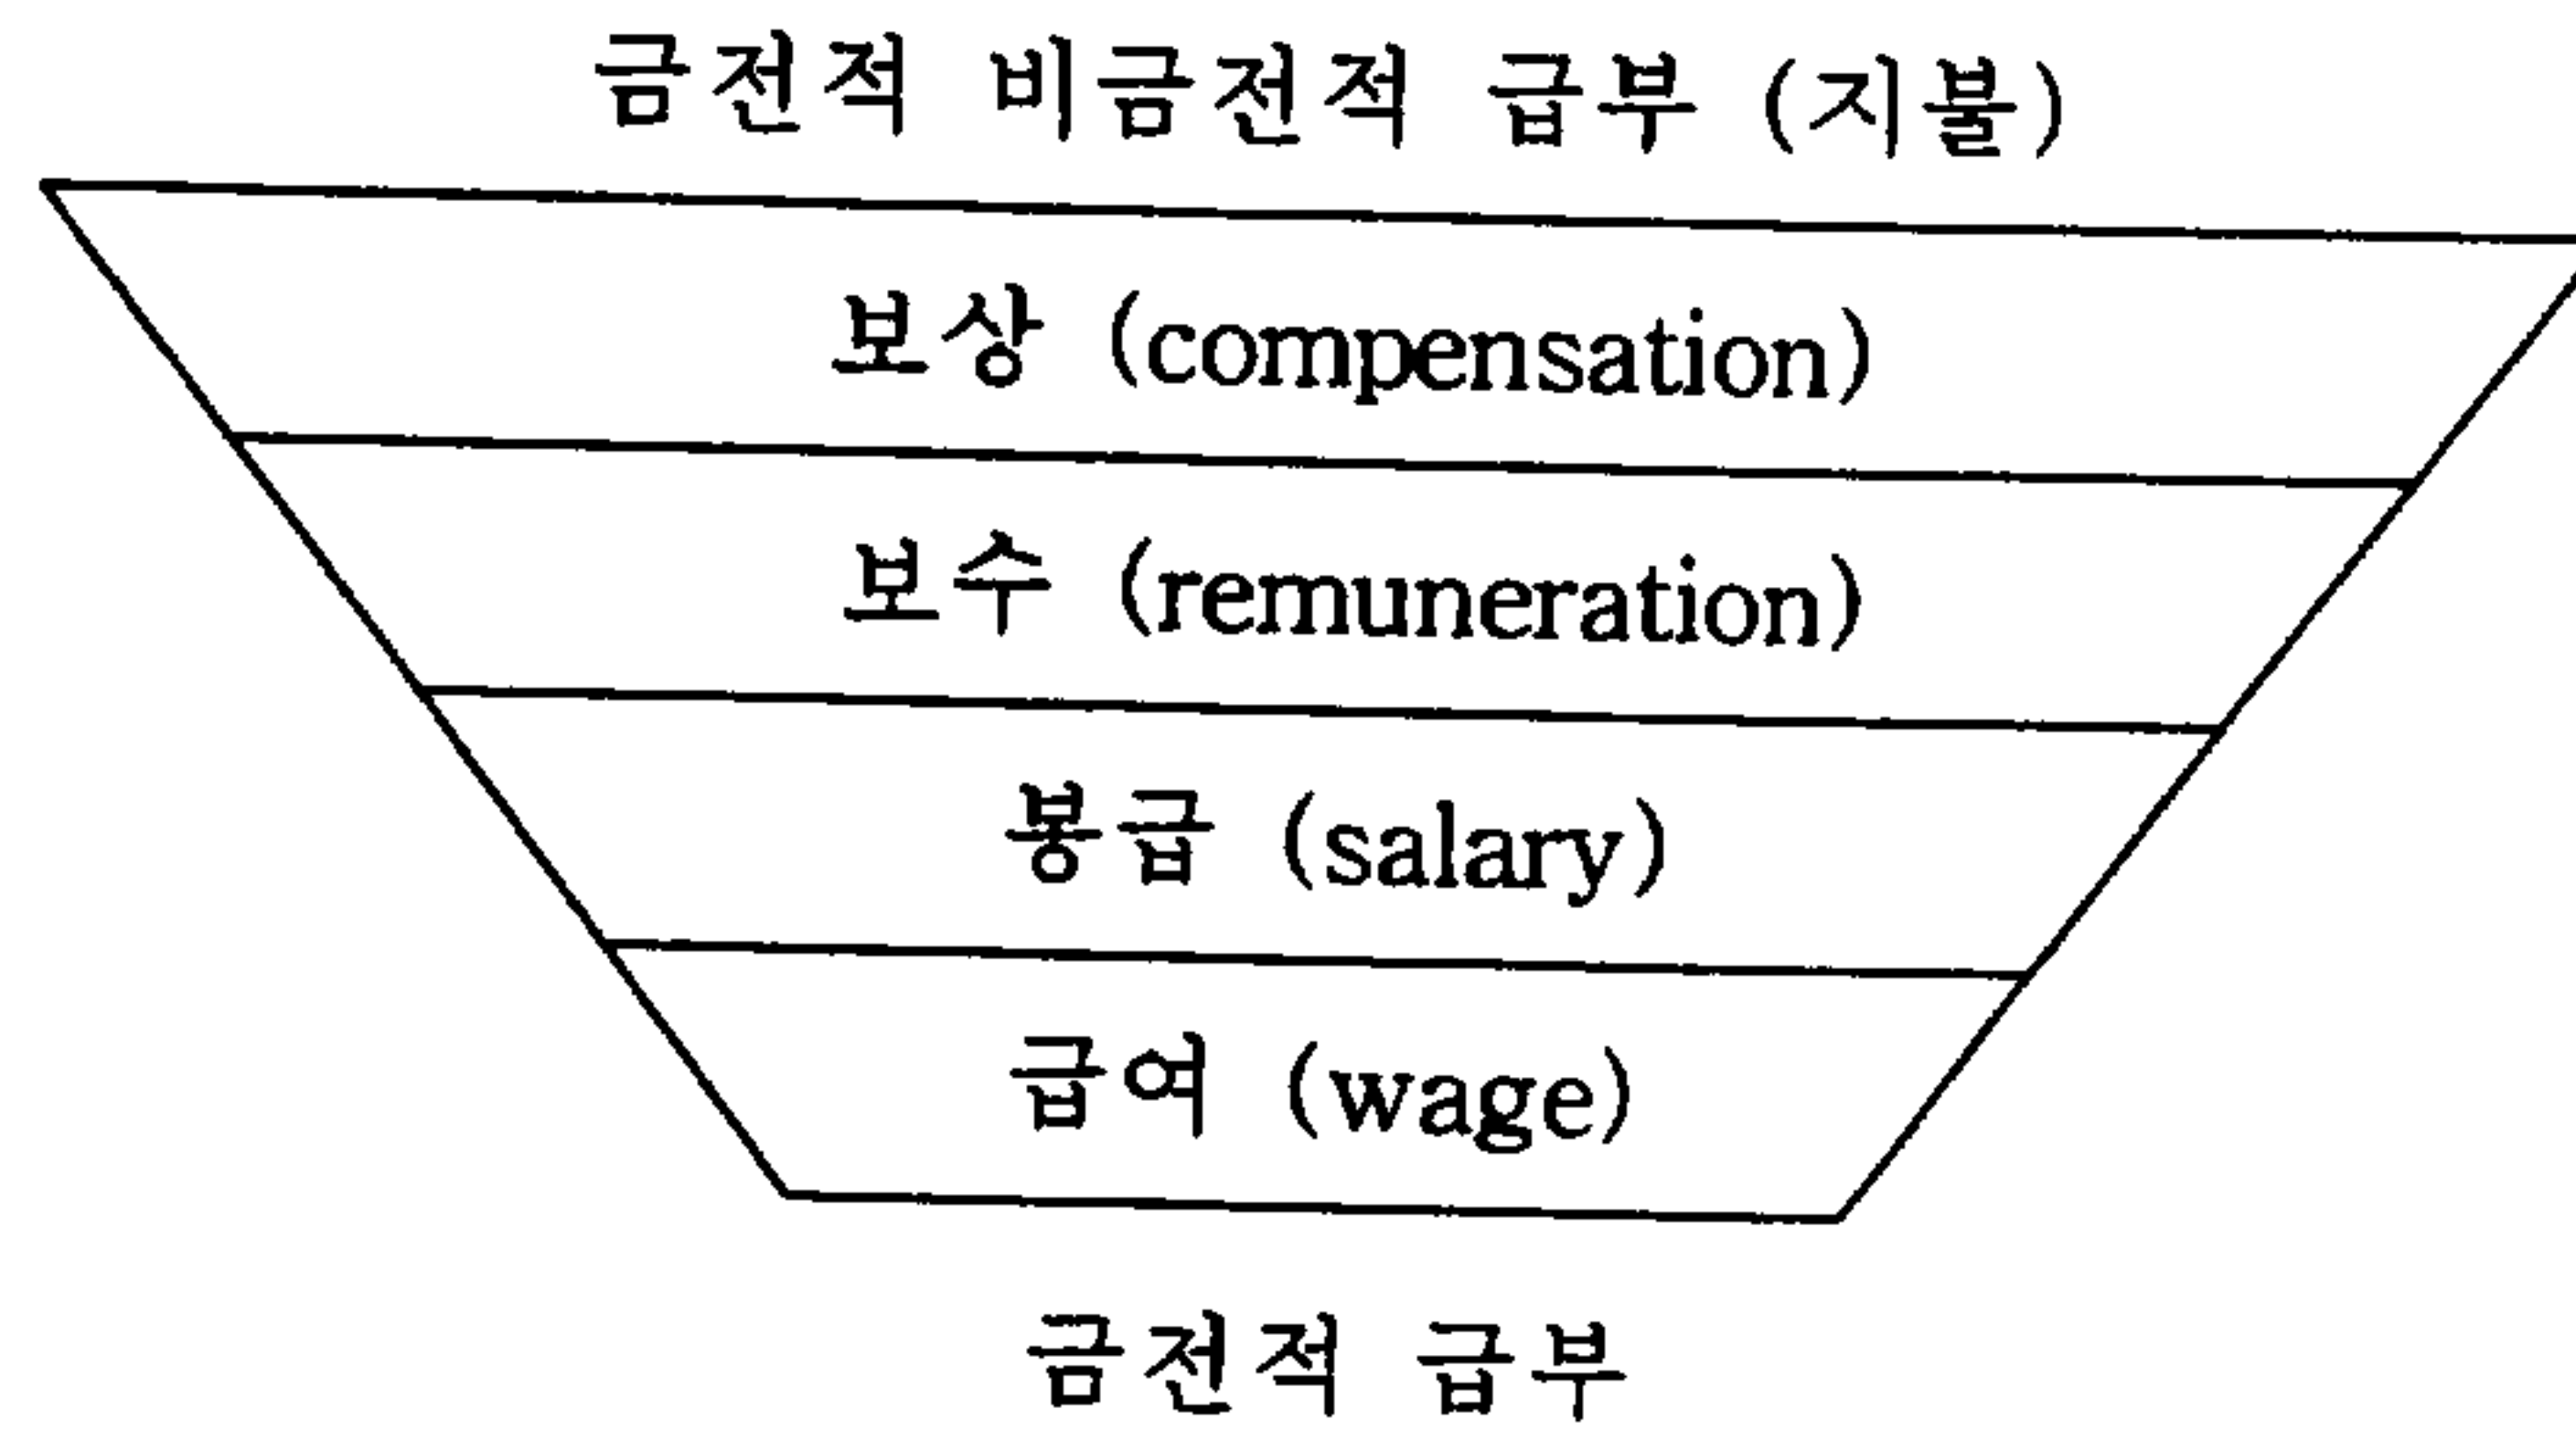 금전적 비금전적 급부 (지불)
보상 (compensation)
보수 (remuneration)
봉급 (salary)
급여 (wage)
금전적 급부